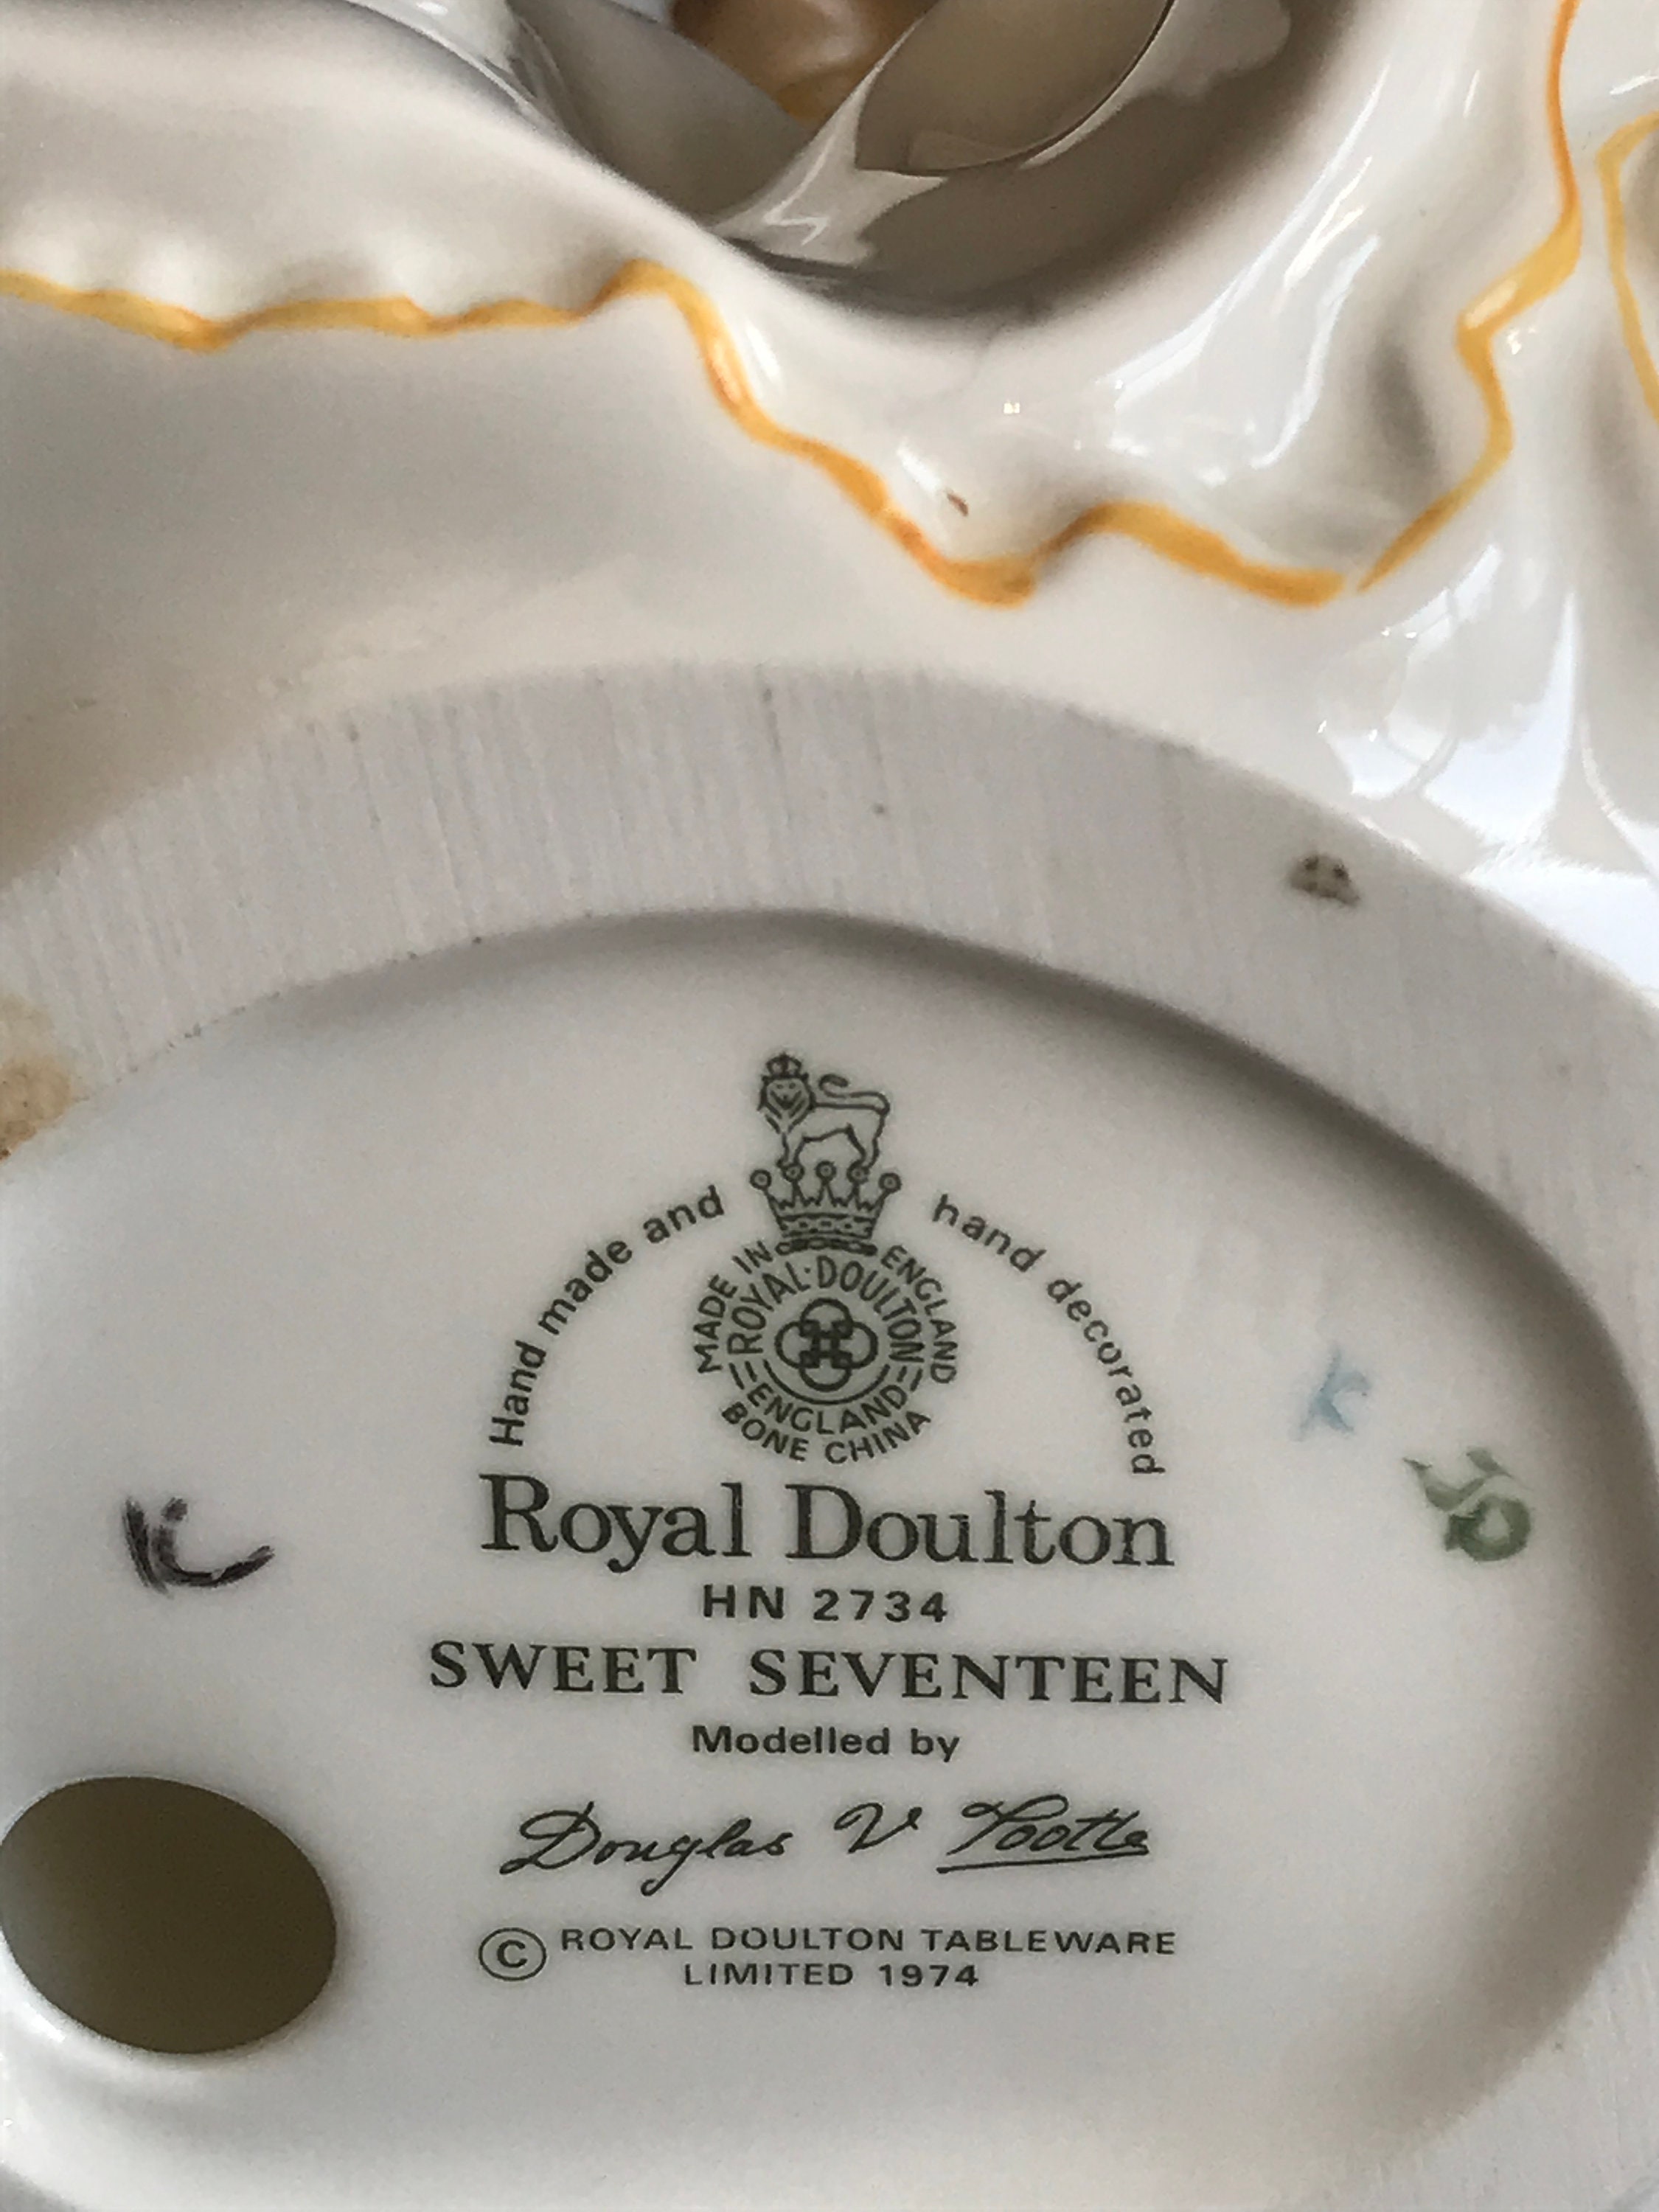 Hand made and hand decorated
MADE IN ENGLAND
ROYAL·DOULTON
ENGLAND
BONE CHINA
Royal Doulton
HN 2734
SWEET SEVENTEEN
Modelled by
Douglas V Tootle
© ROYAL DOULTON TABLEWARE
LIMITED 1974
K